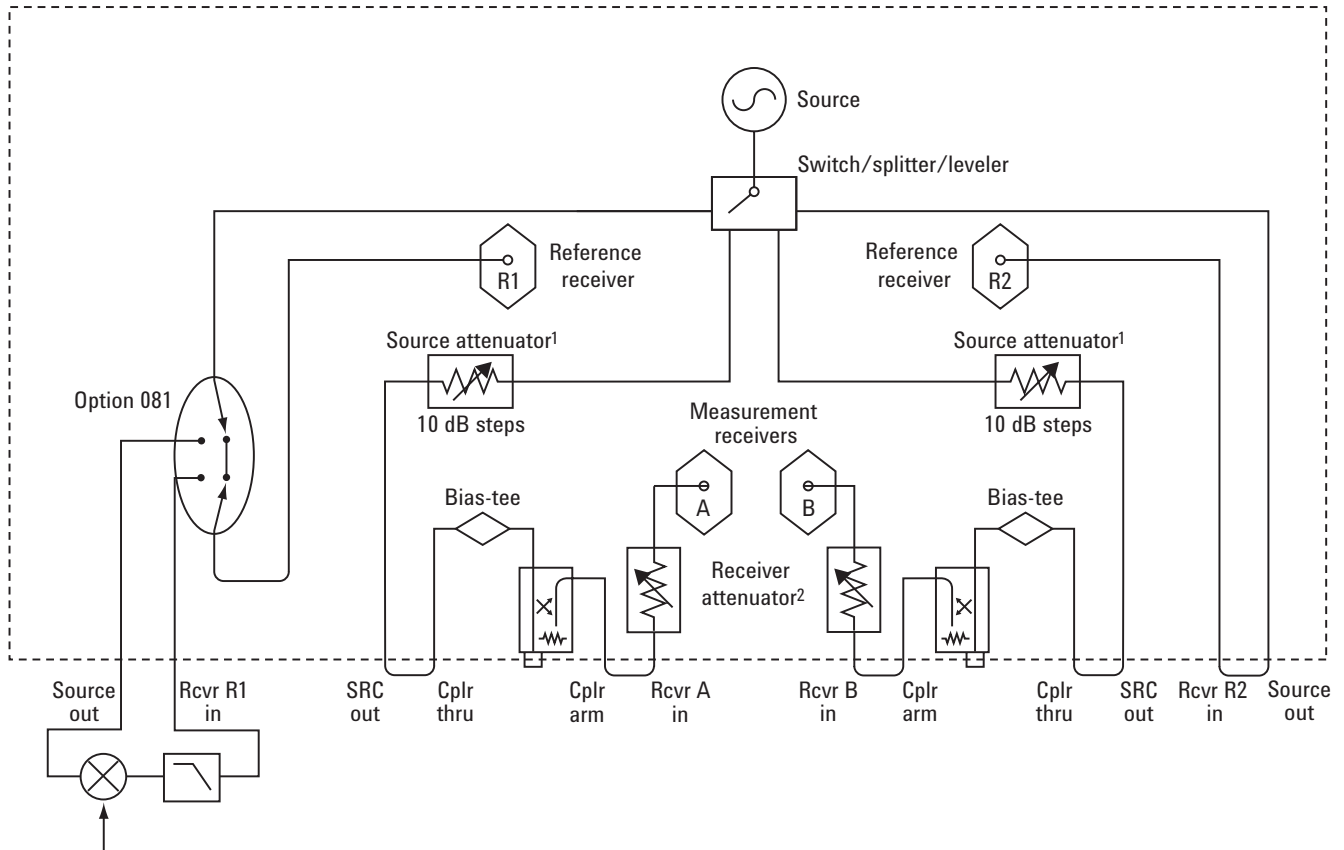 Source
Switch/splitter/leveler
Reference
receiver
R1
Reference
receiver
R2
Source attenuator¹
10 dB steps
Source attenuator¹
10 dB steps
Option 081
Measurement
receivers
A
B
Bias-tee
Bias-tee
Receiver
attenuator²
Source
out
Rcvr R1
in
SRC
out
Cplr
thru
Cplr
arm
Rcvr A
in
Rcvr B
in
Cplr
arm
Cplr
thru
SRC
out
Rcvr R2
in
Source
out